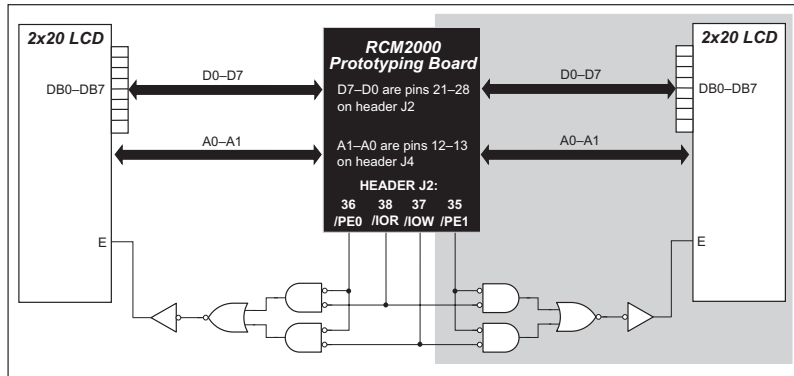 2x20 LCD
DB0–DB7
E
D0–D7
A0–A1
RCM2000
Prototyping Board
D7–D0 are pins 21–28
on header J2
A1–A0 are pins 12–13
on header J4
HEADER J2:
36 38 37 35
/PE0 /IOR /IOW /PE1
D0–D7
A0–A1
2x20 LCD
DB0–DB7
E